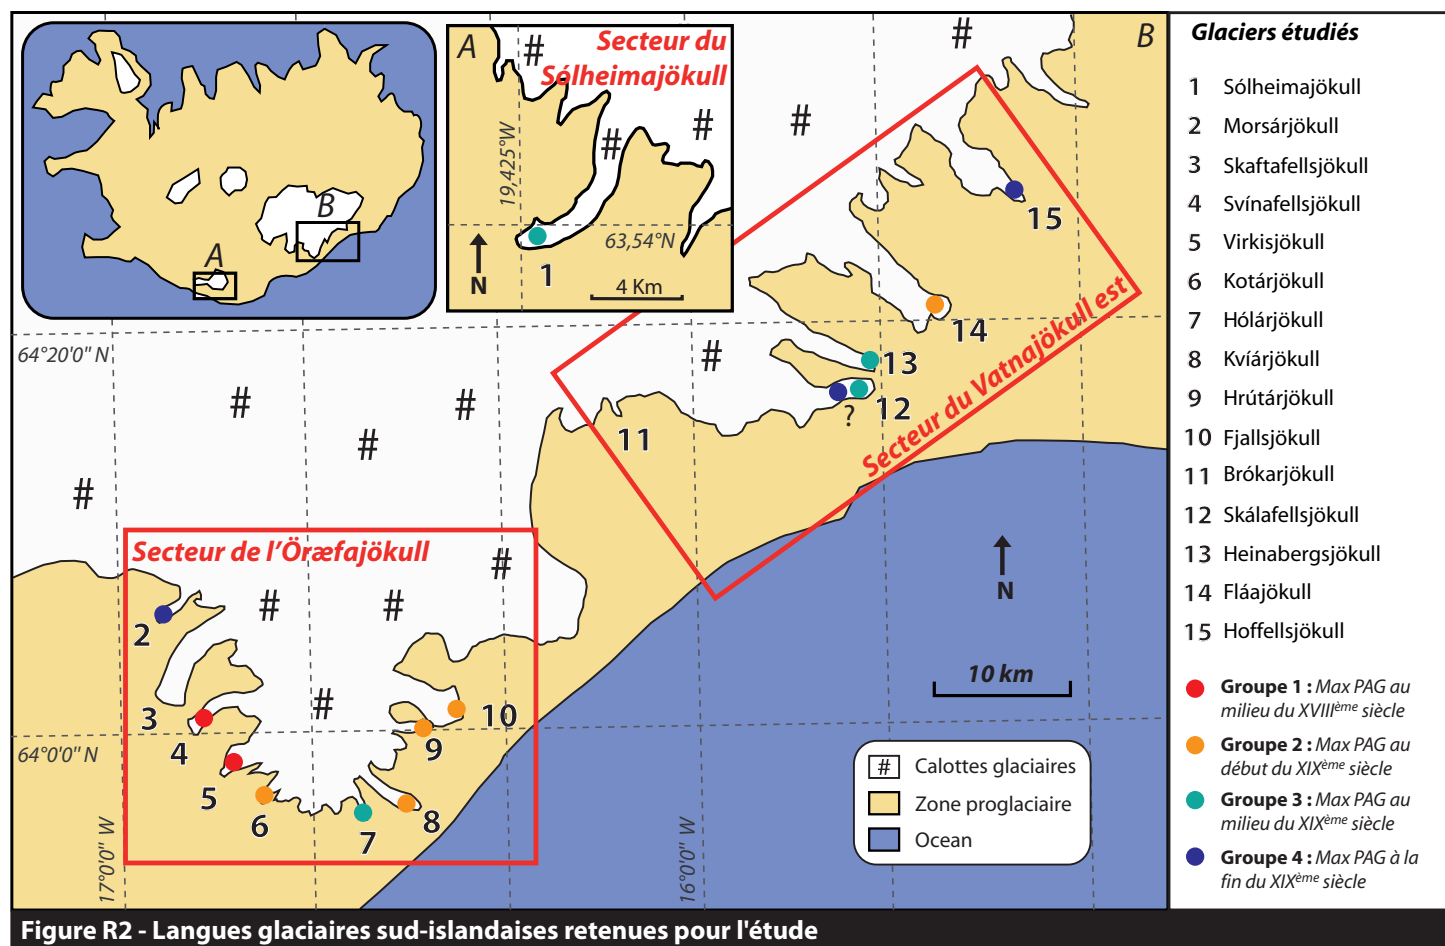 A
B
A
Secteur du
Sólheimajökull
#
#
#
19,425°W
63,54°N
N
1
4 Km
B
#
#
15
14
13
12
?
11
#
Secteur du Vatnajökull est
64°20'0" N
#
#
#
#
#
Secteur de l'Öræfajökull
#
#
#
2
3
4
5
6
7
8
9
10
64°0'0" N
17°0'0" W
16°0'0" W
N
10 km
# Calottes glaciaires
Zone proglaciaire
Ocean
Glaciers étudiés
1 Sólheimajökull
2 Morsárjökull
3 Skaftafellsjökull
4 Svínafellsjökull
5 Virkisjökull
6 Kotárjökull
7 Hólárjökull
8 Kvíárjökull
9 Hrútárjökull
10 Fjallsjökull
11 Brókarjökull
12 Skálafellsjökull
13 Heinabergsjökull
14 Fláajökull
15 Hoffellsjökull
Groupe 1 : Max PAG au
milieu du XVIIIème siècle
Groupe 2 : Max PAG au
début du XIXème siècle
Groupe 3 : Max PAG au
milieu du XIXème siècle
Groupe 4 : Max PAG à la
fin du XIXème siècle
Figure R2 - Langues glaciaires sud-islandaises retenues pour l'étude